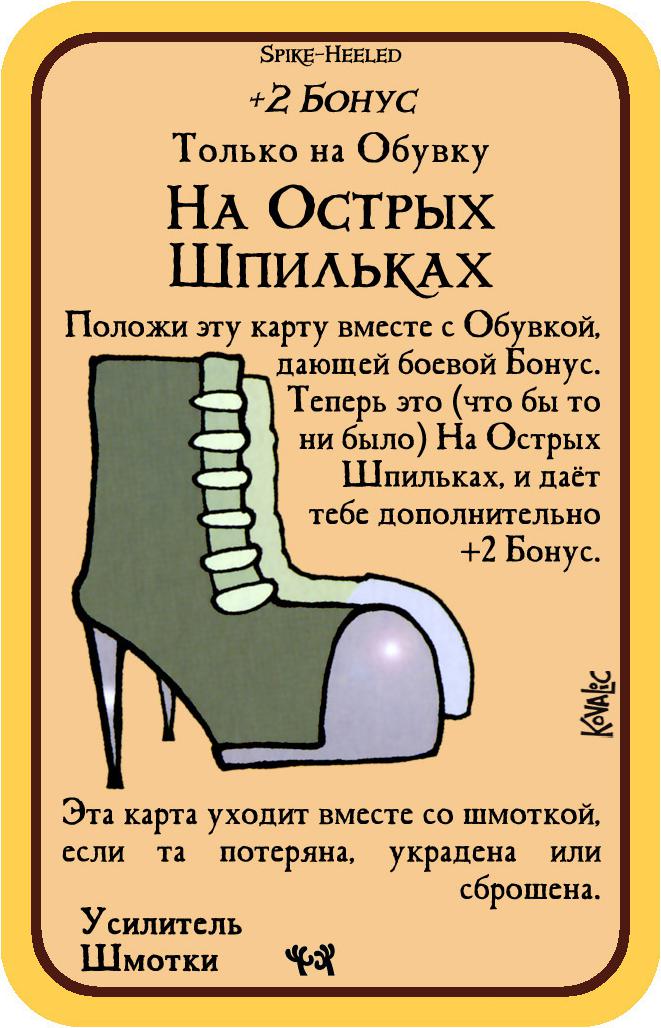 Spike-Heeled
+2 Бонус
Только на Обувку
На Острых
Шпильках
Положи эту карту вместе с Обувкой,
дающей боевой Бонус.
Теперь это (что бы то
ни было) На Острых
Шпильках, и даёт
тебе дополнительно
+2 Бонус.
Kovalic
Эта карта уходит вместе со шмоткой,
если та потеряна, украдена или
сброшена.
Усилитель
Шмотки